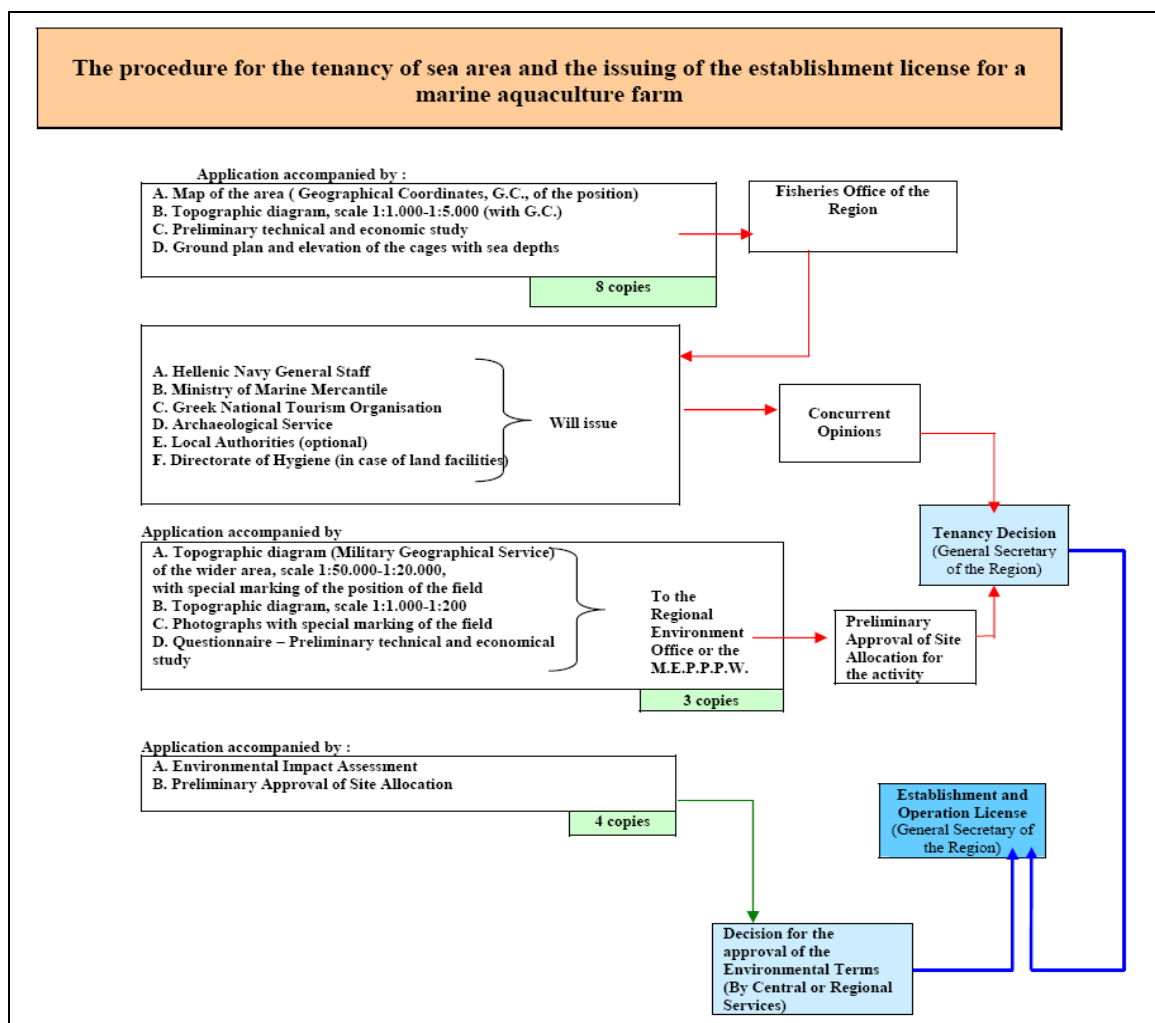 The procedure for the tenancy of sea area and the issuing of the establishment license for a
marine aquaculture farm
Application accompanied by :
A. Map of the area ( Geographical Coordinates, G.C., of the position)
B. Topographic diagram, scale 1:1.000-1:5.000 (with G.C.)
C. Preliminary technical and economic study
D. Ground plan and elevation of the cages with sea depths
8 copies
Fisheries Office of the
Region
A. Hellenic Navy General Staff
B. Ministry of Marine Mercantile
C. Greek National Tourism Organisation
D. Archaeological Service
E. Local Authorities (optional)
F. Directorate of Hygiene (in case of land facilities)
Will issue
Concurrent
Opinions
Tenancy Decision
(General Secretary
of the Region)
Application accompanied by
A. Topographic diagram (Military Geographical Service)
of the wider area, scale 1:50.000-1:20.000,
with special marking of the position of the field
B. Topographic diagram, scale 1:1.000-1:200
C. Photographs with special marking of the field
D. Questionnaire – Preliminary technical and economical
study
To the
Regional
Environment
Office or the
M.E.P.P.P.W.
3 copies
Preliminary
Approval of Site
Allocation for
the activity
Application accompanied by :
A. Environmental Impact Assessment
B. Preliminary Approval of Site Allocation
4 copies
Establishment and
Operation License
(General Secretary of
the Region)
Decision for the
approval of the
Environmental Terms
(By Central or Regional
Services)